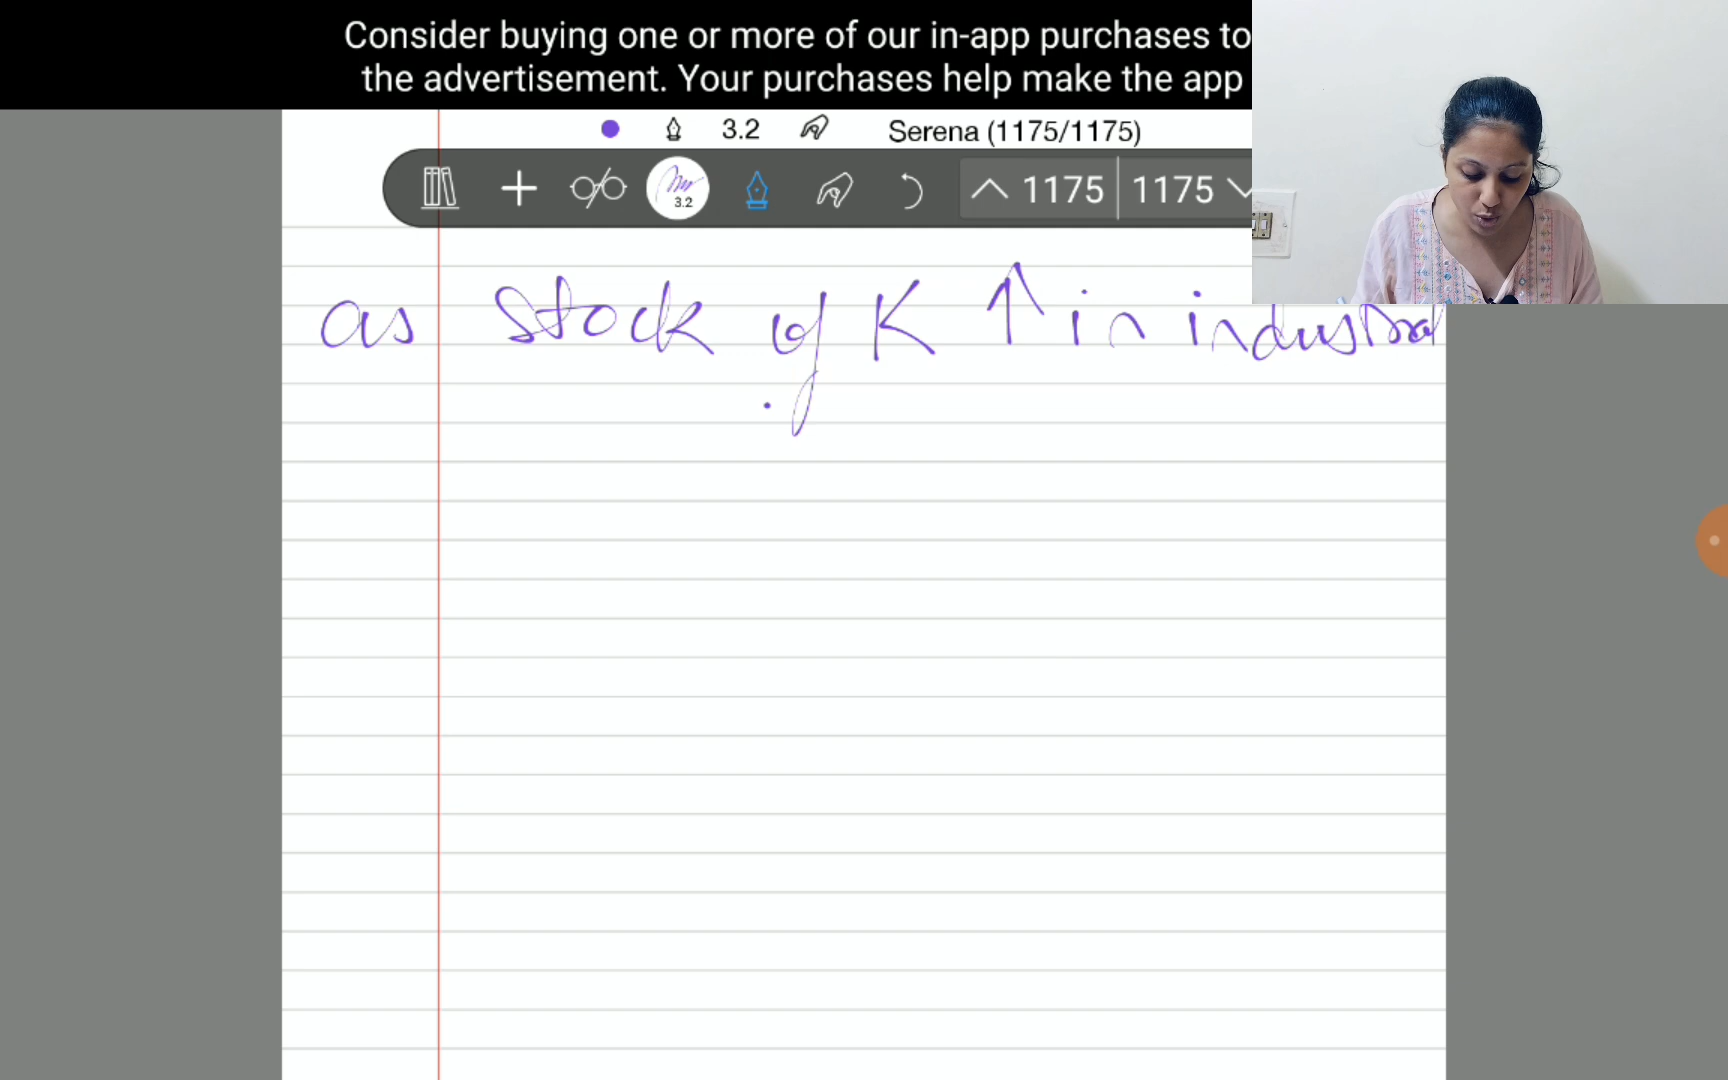 Consider buying one or more of our in-app purchases to
the advertisement. Your purchases help make the app
3.2 Serena (1175/1175)
3.2 1175 1175
as stock of K ↑ in industrial